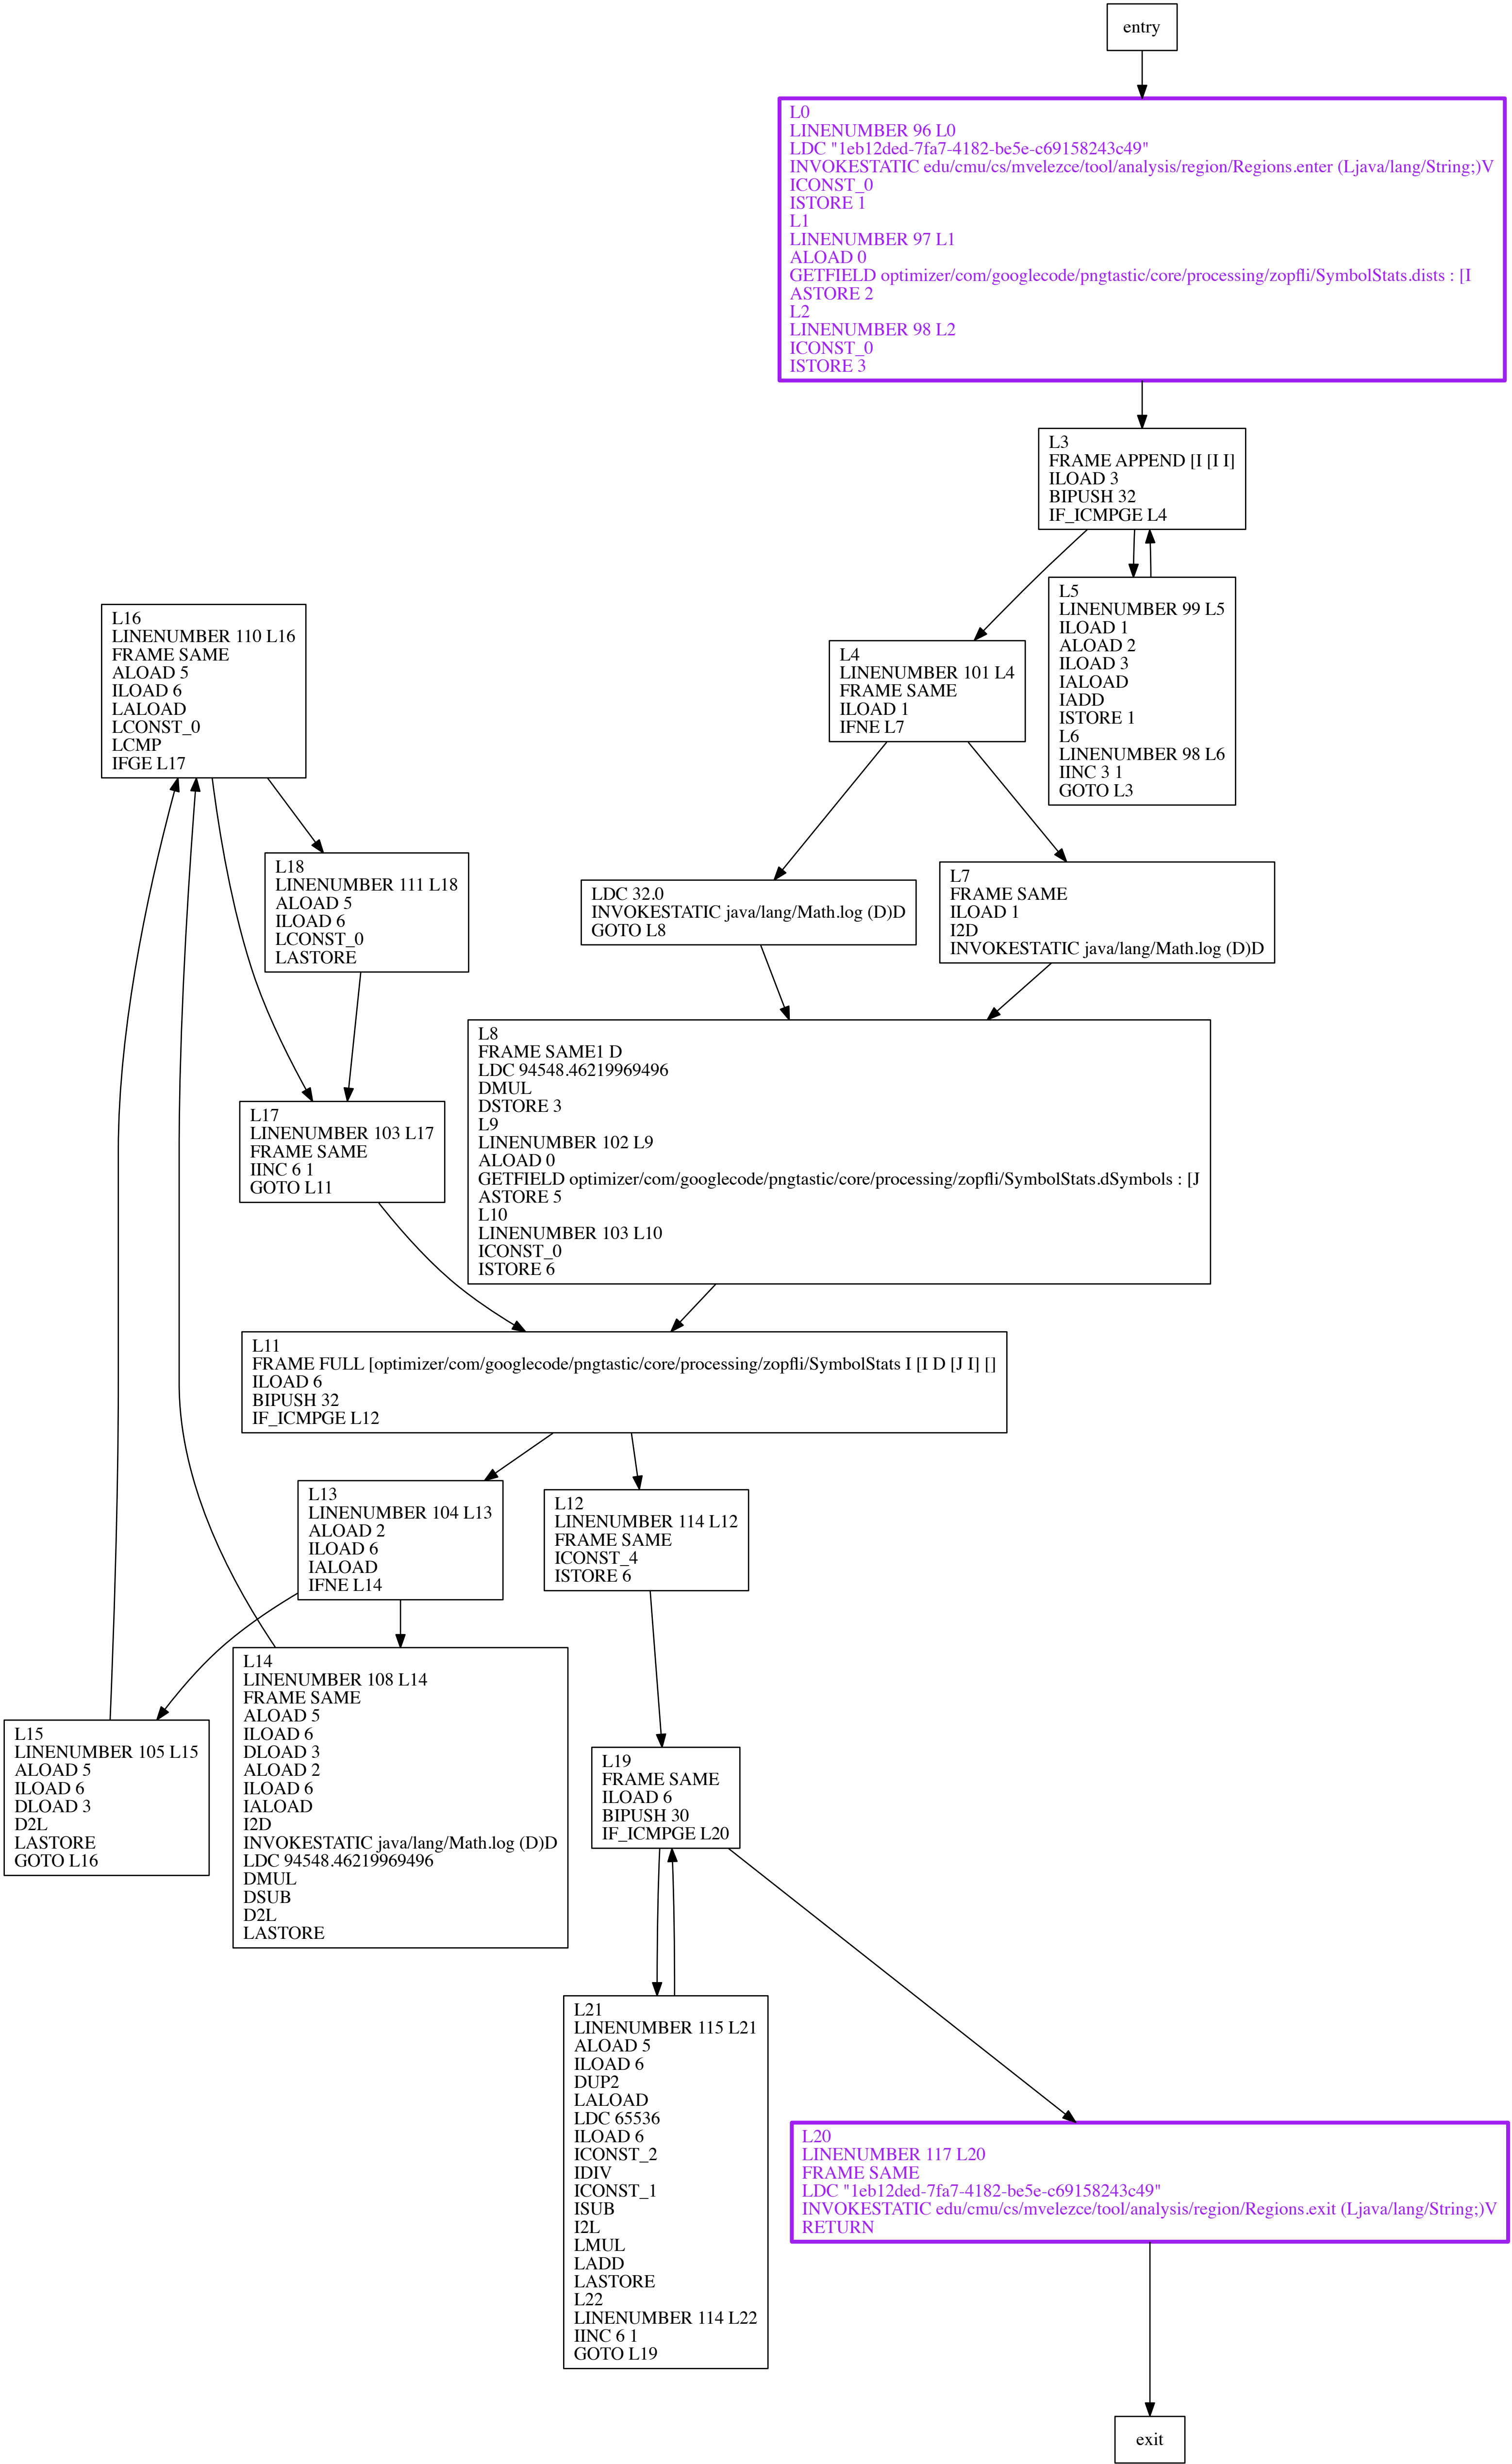 entry
L0
LINENUMBER 96 L0
LDC "1eb12ded-7fa7-4182-be5e-c69158243c49"
INVOKESTATIC edu/cmu/cs/mvelezce/tool/analysis/region/Regions.enter (Ljava/lang/String;)V
ICONST_0
ISTORE 1
L1
LINENUMBER 97 L1
ALOAD 0
GETFIELD optimizer/com/googlecode/pngtastic/core/processing/zopfli/SymbolStats.dists : [I
ASTORE 2
L2
LINENUMBER 98 L2
ICONST_0
ISTORE 3
L3
FRAME APPEND [I [I I]
ILOAD 3
BIPUSH 32
IF_ICMPGE L4
L5
LINENUMBER 99 L5
ILOAD 1
ALOAD 2
ILOAD 3
IALOAD
IADD
ISTORE 1
L6
LINENUMBER 98 L6
IINC 3 1
GOTO L3
L4
LINENUMBER 101 L4
FRAME SAME
ILOAD 1
IFNE L7
LDC 32.0
INVOKESTATIC java/lang/Math.log (D)D
GOTO L8
L7
FRAME SAME
ILOAD 1
I2D
INVOKESTATIC java/lang/Math.log (D)D
L8
FRAME SAME1 D
LDC 94548.46219969496
DMUL
DSTORE 3
L9
LINENUMBER 102 L9
ALOAD 0
GETFIELD optimizer/com/googlecode/pngtastic/core/processing/zopfli/SymbolStats.dSymbols : [J
ASTORE 5
L10
LINENUMBER 103 L10
ICONST_0
ISTORE 6
L16
LINENUMBER 110 L16
FRAME SAME
ALOAD 5
ILOAD 6
LALOAD
LCONST_0
LCMP
IFGE L17
L18
LINENUMBER 111 L18
ALOAD 5
ILOAD 6
LCONST_0
LASTORE
L17
LINENUMBER 103 L17
FRAME SAME
IINC 6 1
GOTO L11
L11
FRAME FULL [optimizer/com/googlecode/pngtastic/core/processing/zopfli/SymbolStats I [I D [J I] []
ILOAD 6
BIPUSH 32
IF_ICMPGE L12
L13
LINENUMBER 104 L13
ALOAD 2
ILOAD 6
IALOAD
IFNE L14
L12
LINENUMBER 114 L12
FRAME SAME
ICONST_4
ISTORE 6
L15
LINENUMBER 105 L15
ALOAD 5
ILOAD 6
DLOAD 3
D2L
LASTORE
GOTO L16
L14
LINENUMBER 108 L14
FRAME SAME
ALOAD 5
ILOAD 6
DLOAD 3
ALOAD 2
ILOAD 6
IALOAD
I2D
INVOKESTATIC java/lang/Math.log (D)D
LDC 94548.46219969496
DMUL
DSUB
D2L
LASTORE
L19
FRAME SAME
ILOAD 6
BIPUSH 30
IF_ICMPGE L20
L21
LINENUMBER 115 L21
ALOAD 5
ILOAD 6
DUP2
LALOAD
LDC 65536
ILOAD 6
ICONST_2
IDIV
ICONST_1
ISUB
I2L
LMUL
LADD
LASTORE
L22
LINENUMBER 114 L22
IINC 6 1
GOTO L19
L20
LINENUMBER 117 L20
FRAME SAME
LDC "1eb12ded-7fa7-4182-be5e-c69158243c49"
INVOKESTATIC edu/cmu/cs/mvelezce/tool/analysis/region/Regions.exit (Ljava/lang/String;)V
RETURN
exit